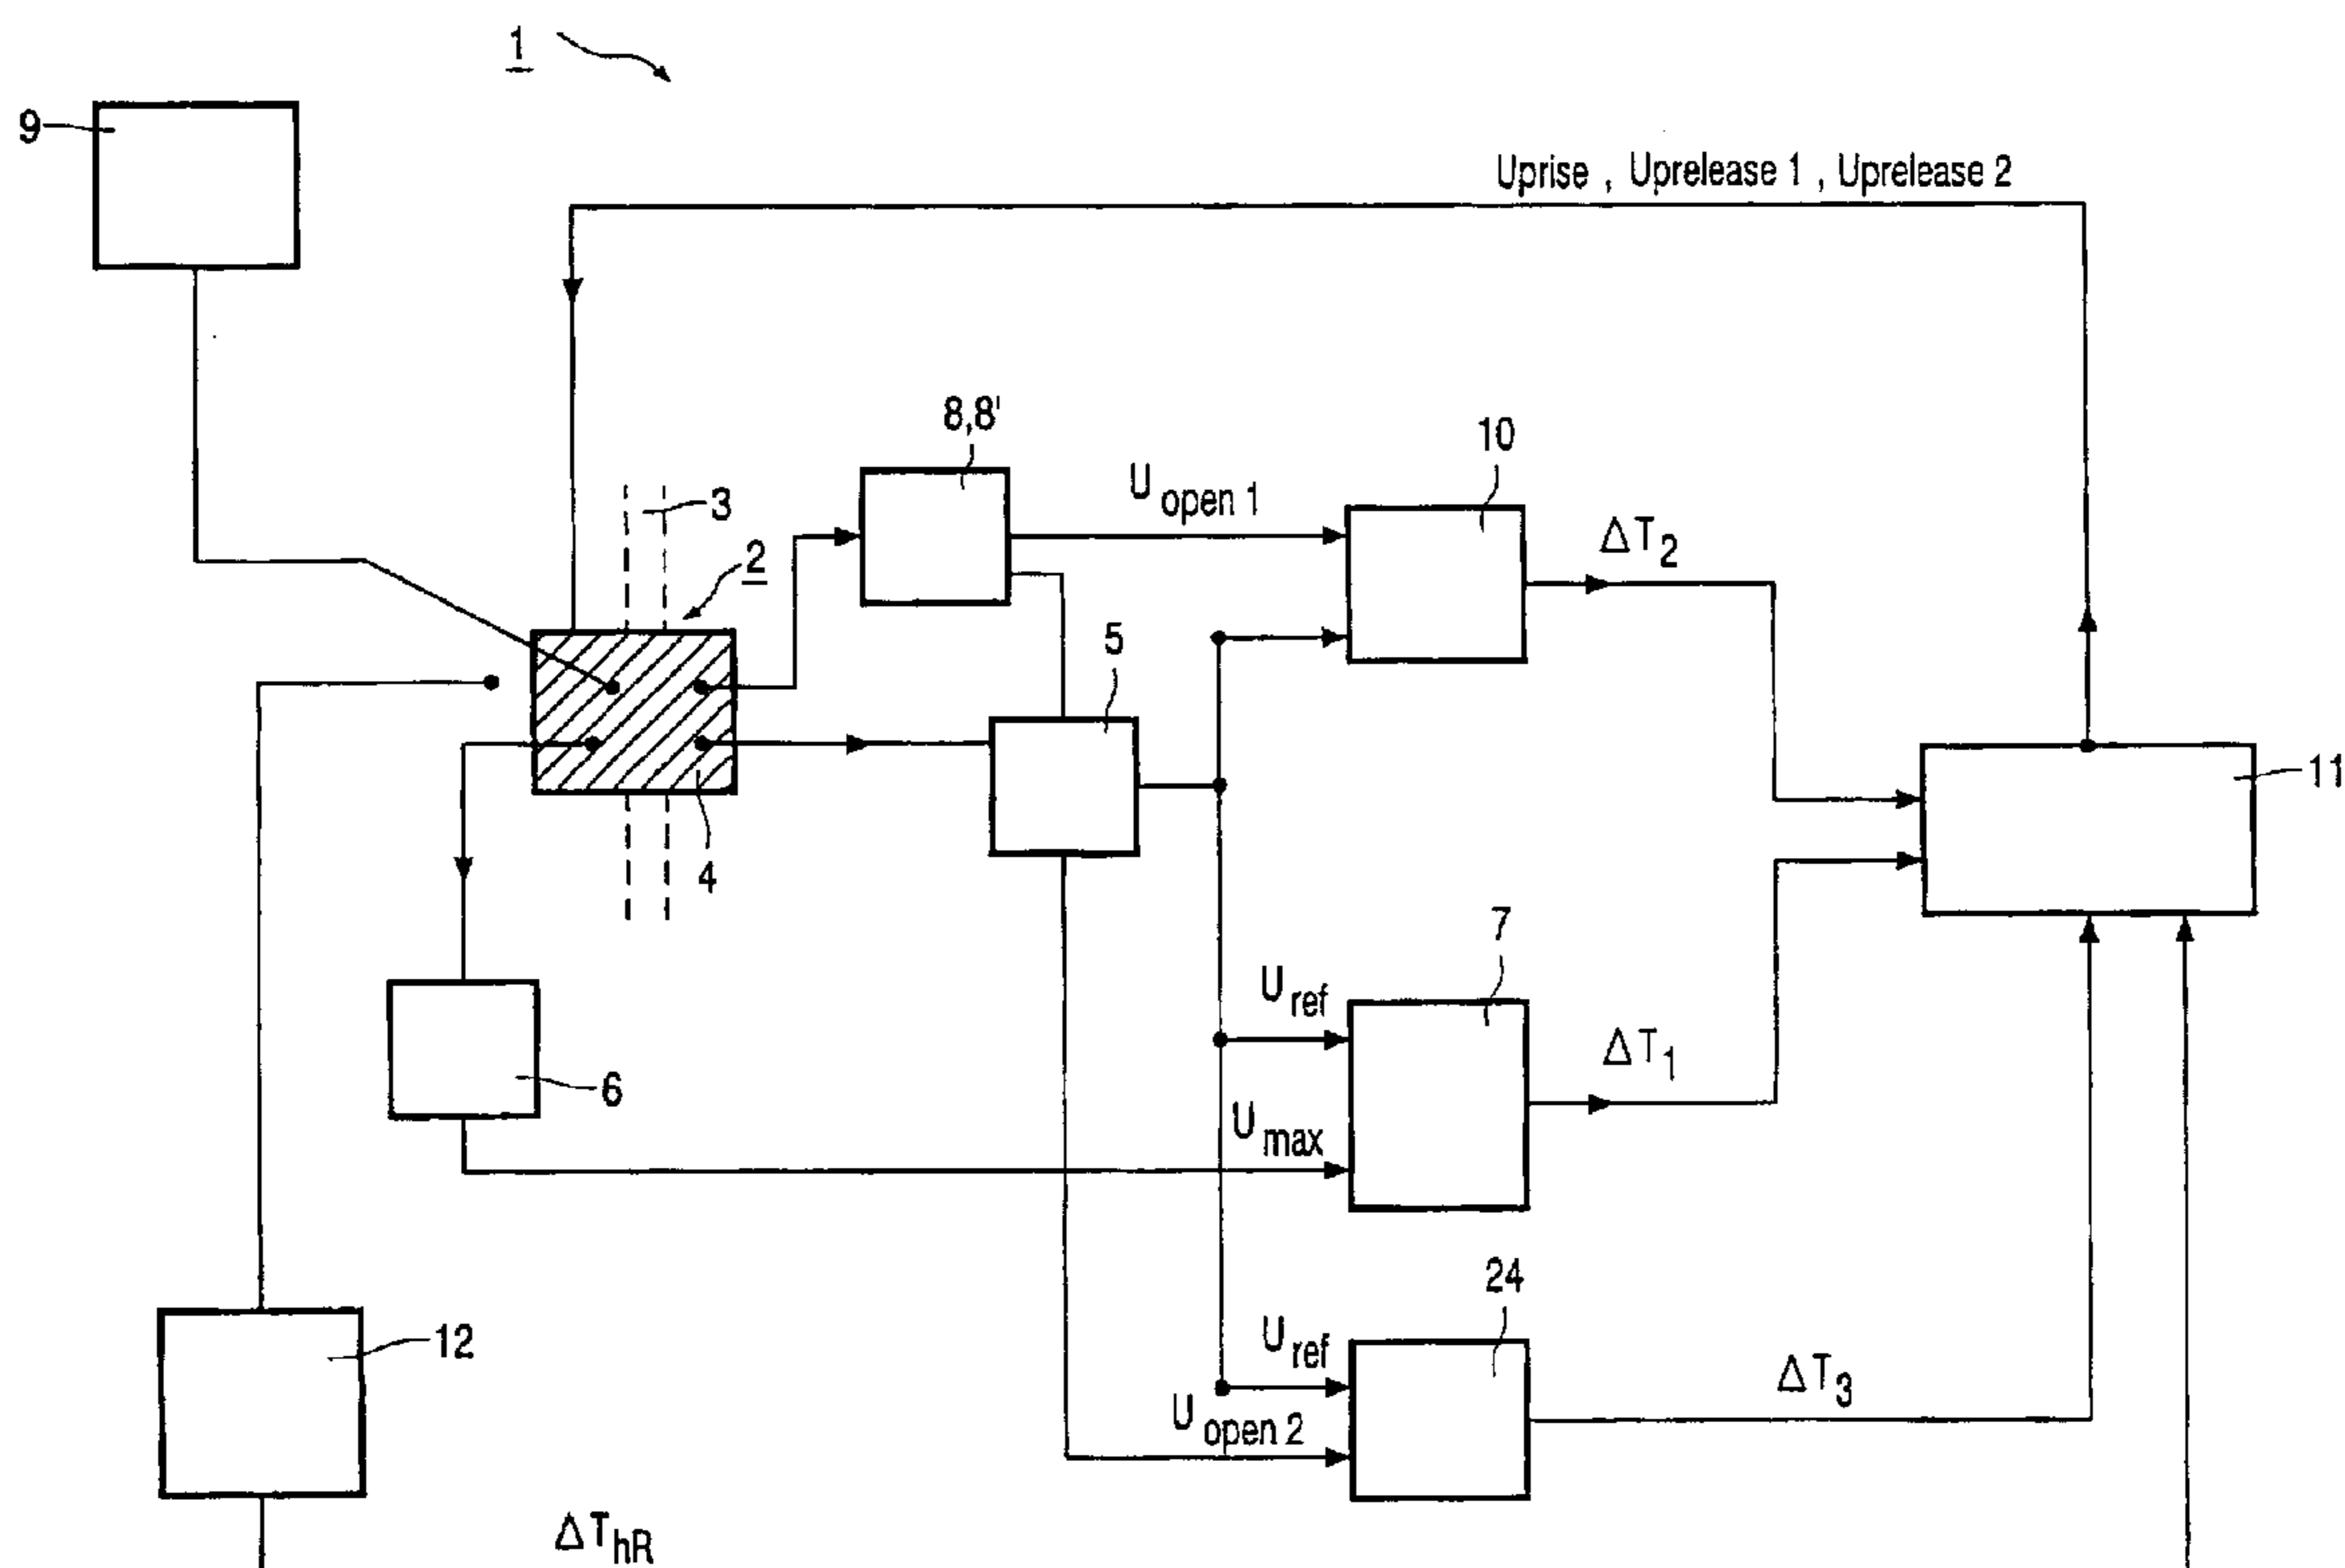 1
9
Uprise , Uprelease 1 , Uprelease 2
8,8'
10
U open 1
3
ΔT2
2
5
11
4
7
Uref
ΔT1
6
Umax
24
12
Uref
ΔT3
U open 2
ΔThR